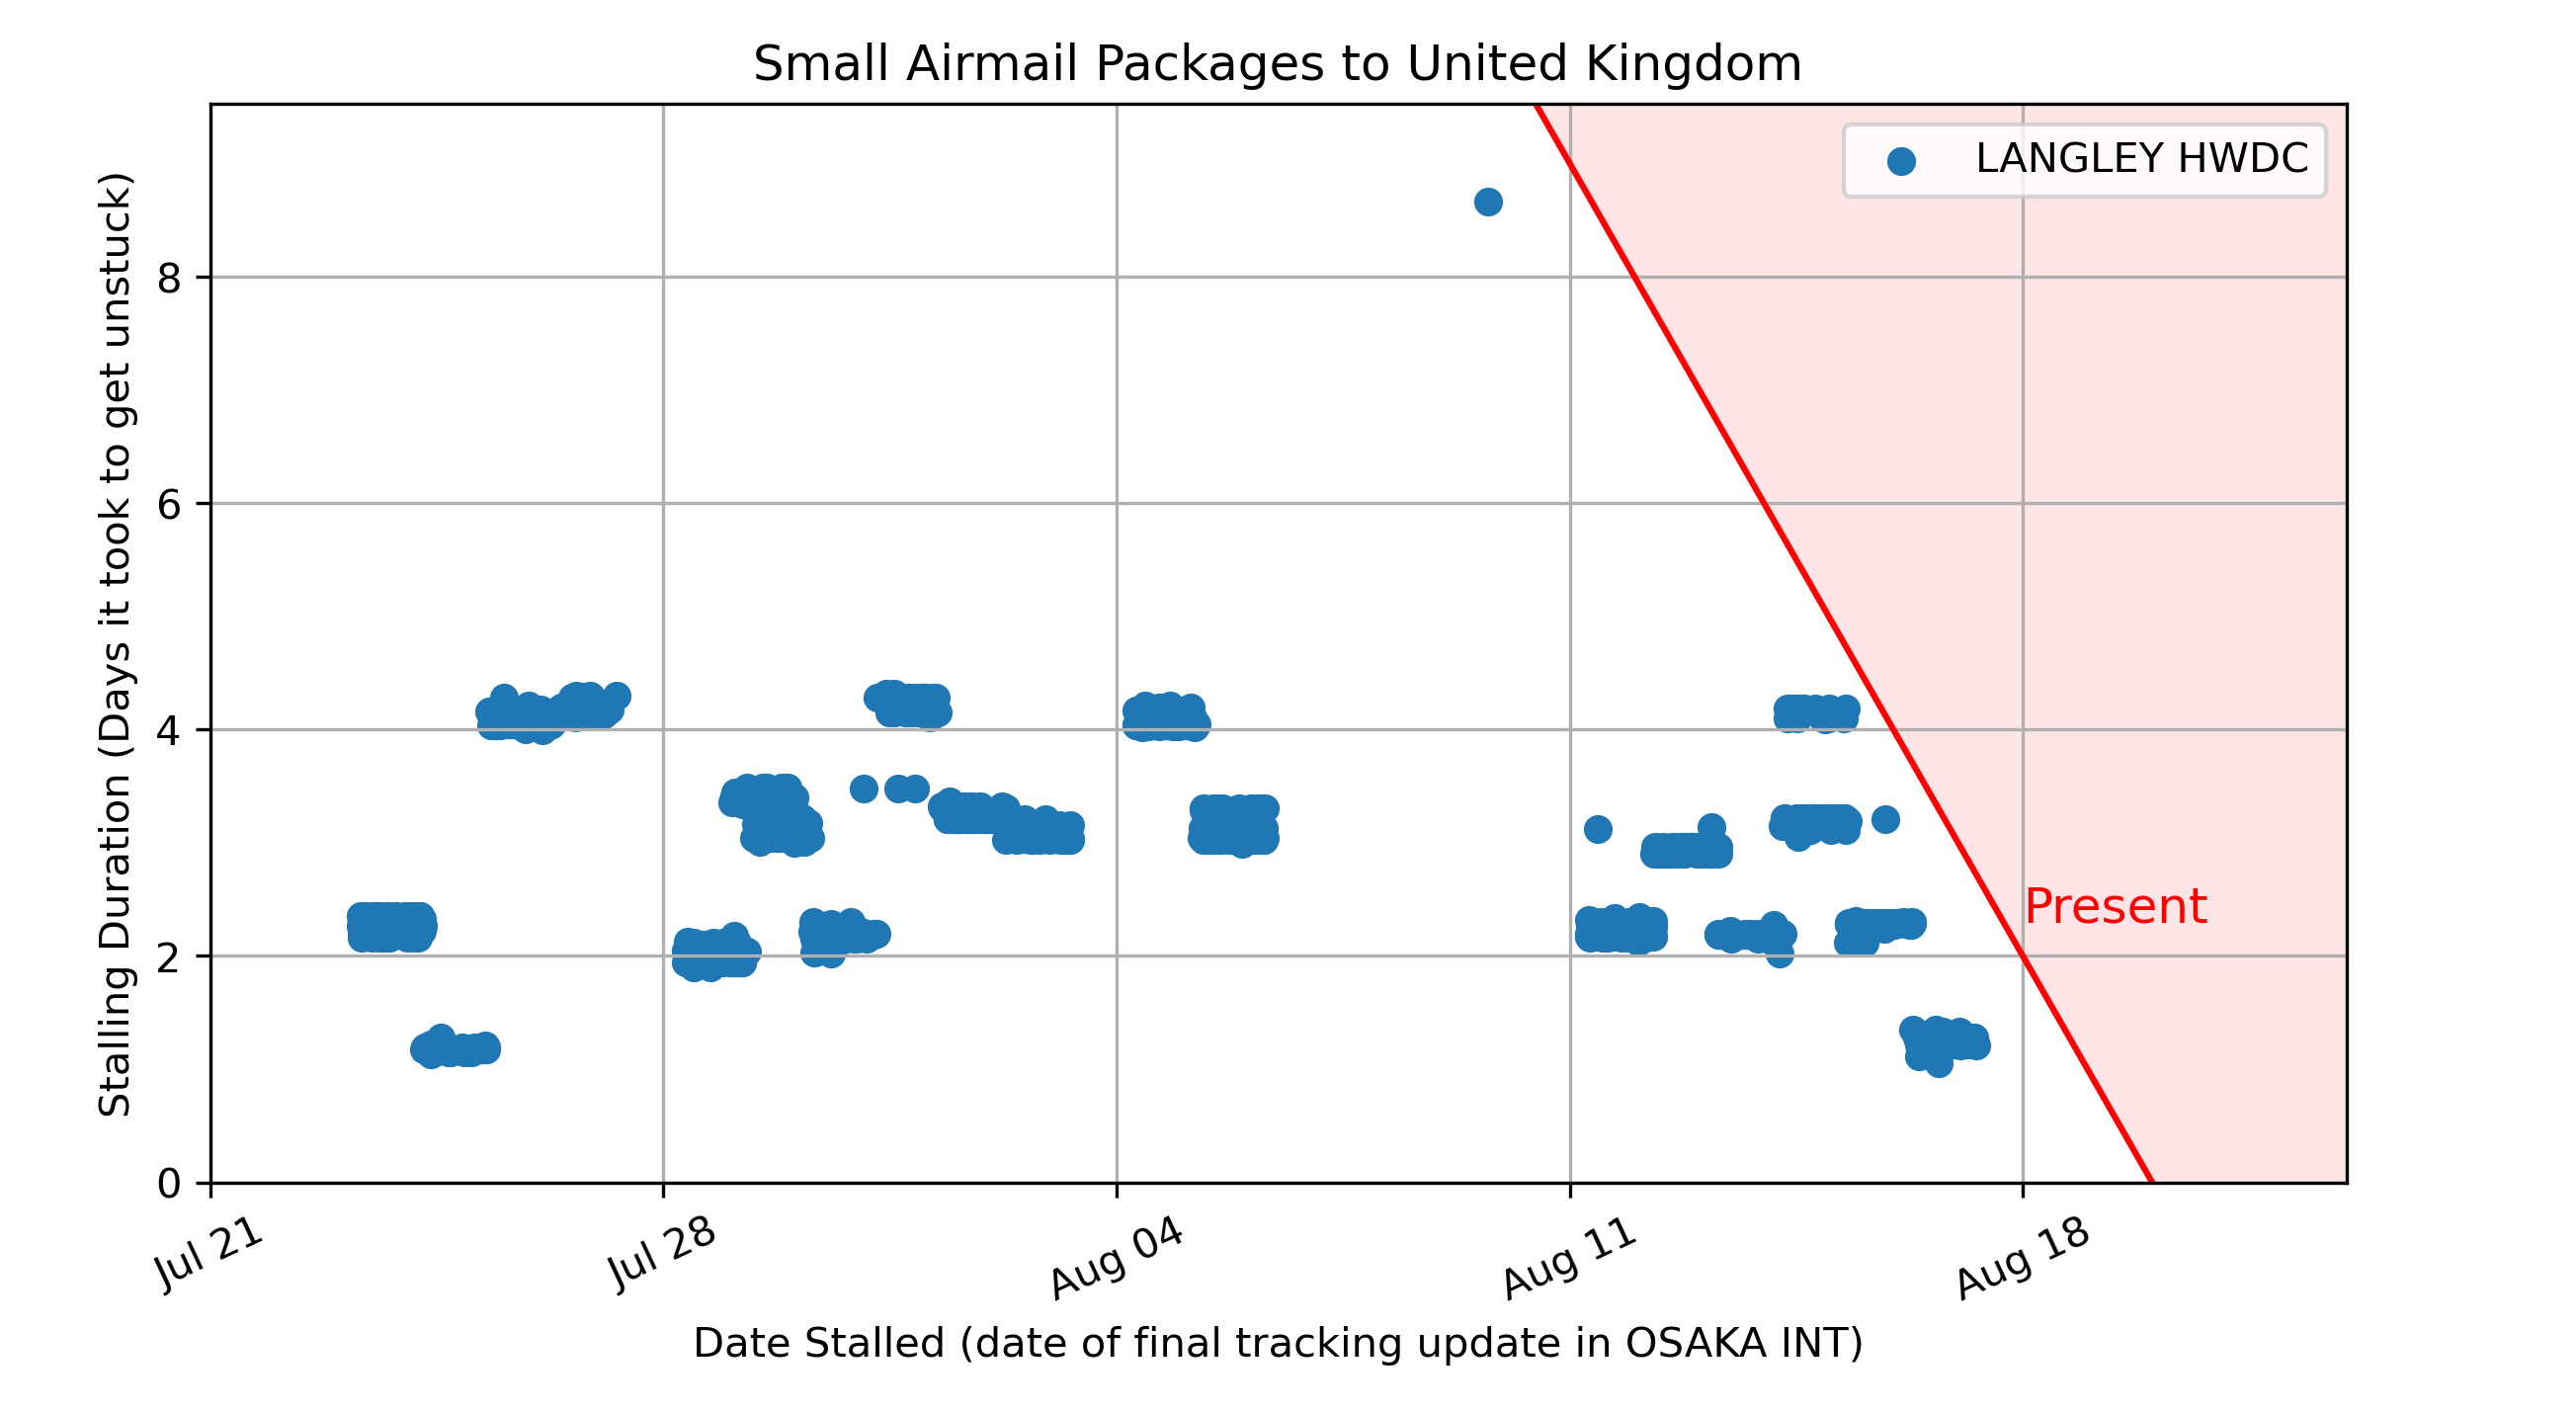 Small Airmail Packages to United Kingdom
LANGLEY HWDC
Stalling Duration (Days it took to get unstuck)
8
6
4
2
0
Present
Jul 21
Jul 28
Aug 04
Aug 11
Aug 18
Date Stalled (date of final tracking update in OSAKA INT)